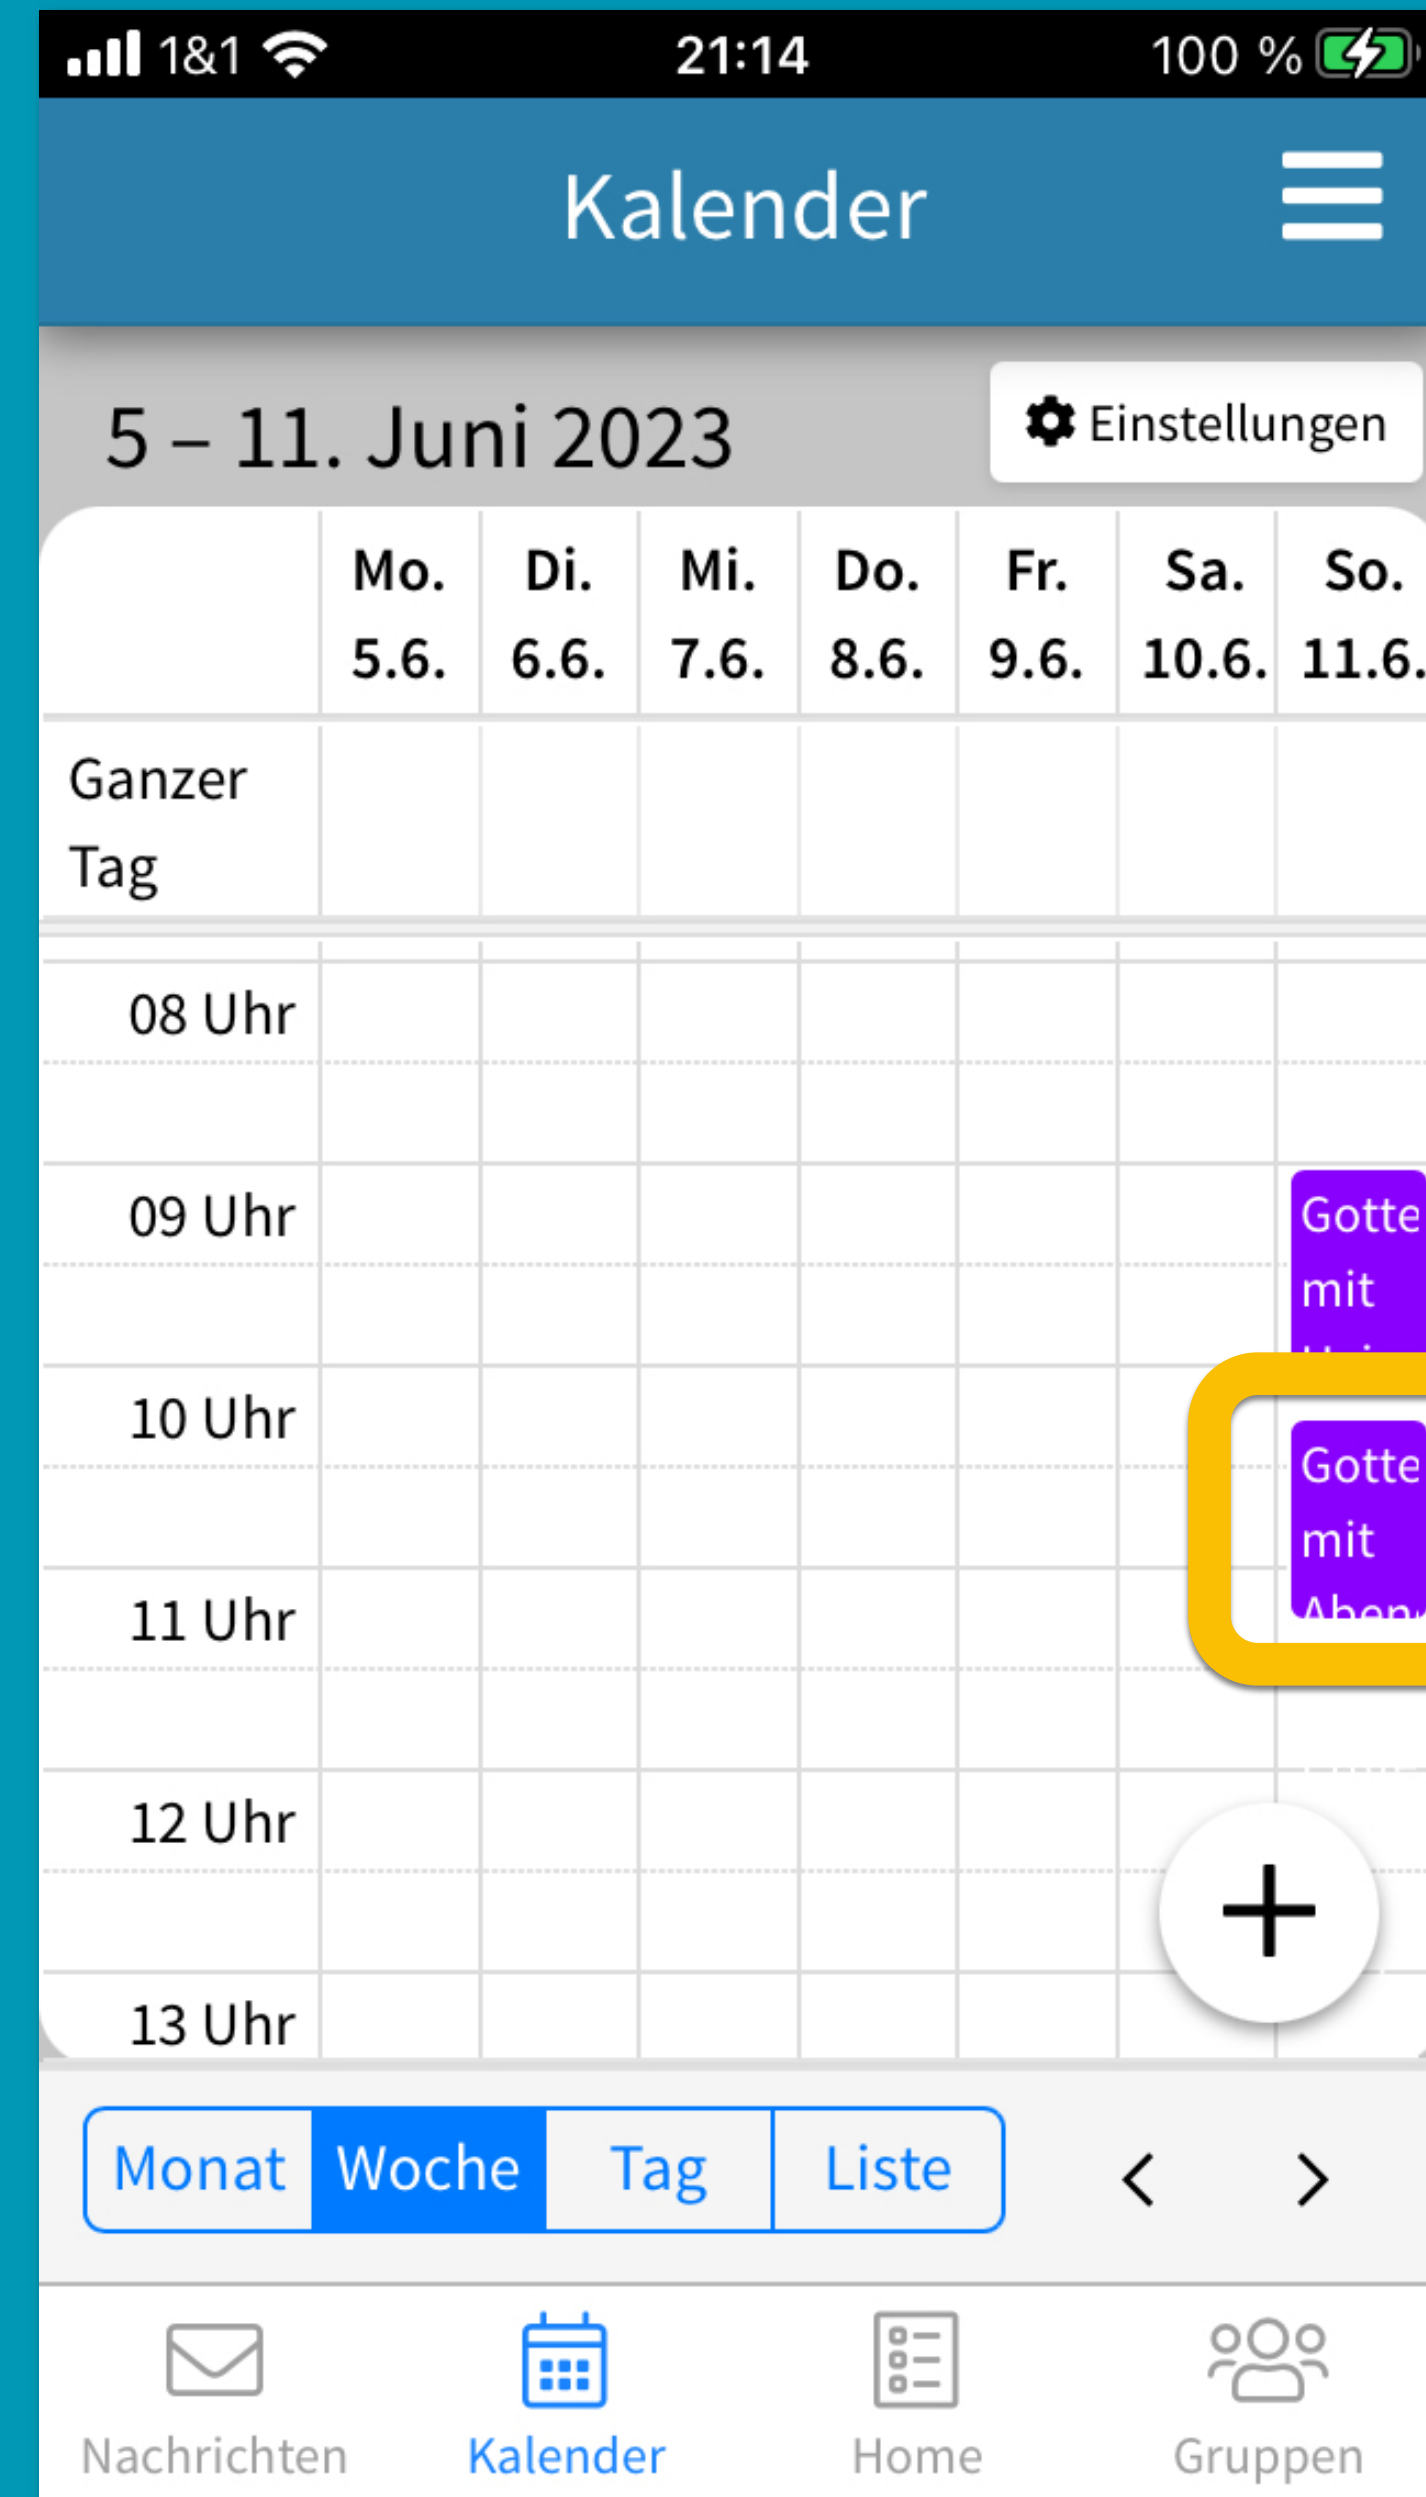 1&1 21:14 100 %
Kalender
5 – 11. Juni 2023 Einstellungen
Mo. Di. Mi. Do. Fr. Sa. So.
5.6. 6.6. 7.6. 8.6. 9.6. 10.6. 11.6.
Ganzer
Tag
08 Uhr
09 Uhr Gotte
mit
10 Uhr Gotte
mit
11 Uhr Aben
12 Uhr
13 Uhr
Monat Woche Tag Liste < >
Nachrichten Kalender Home Gruppen